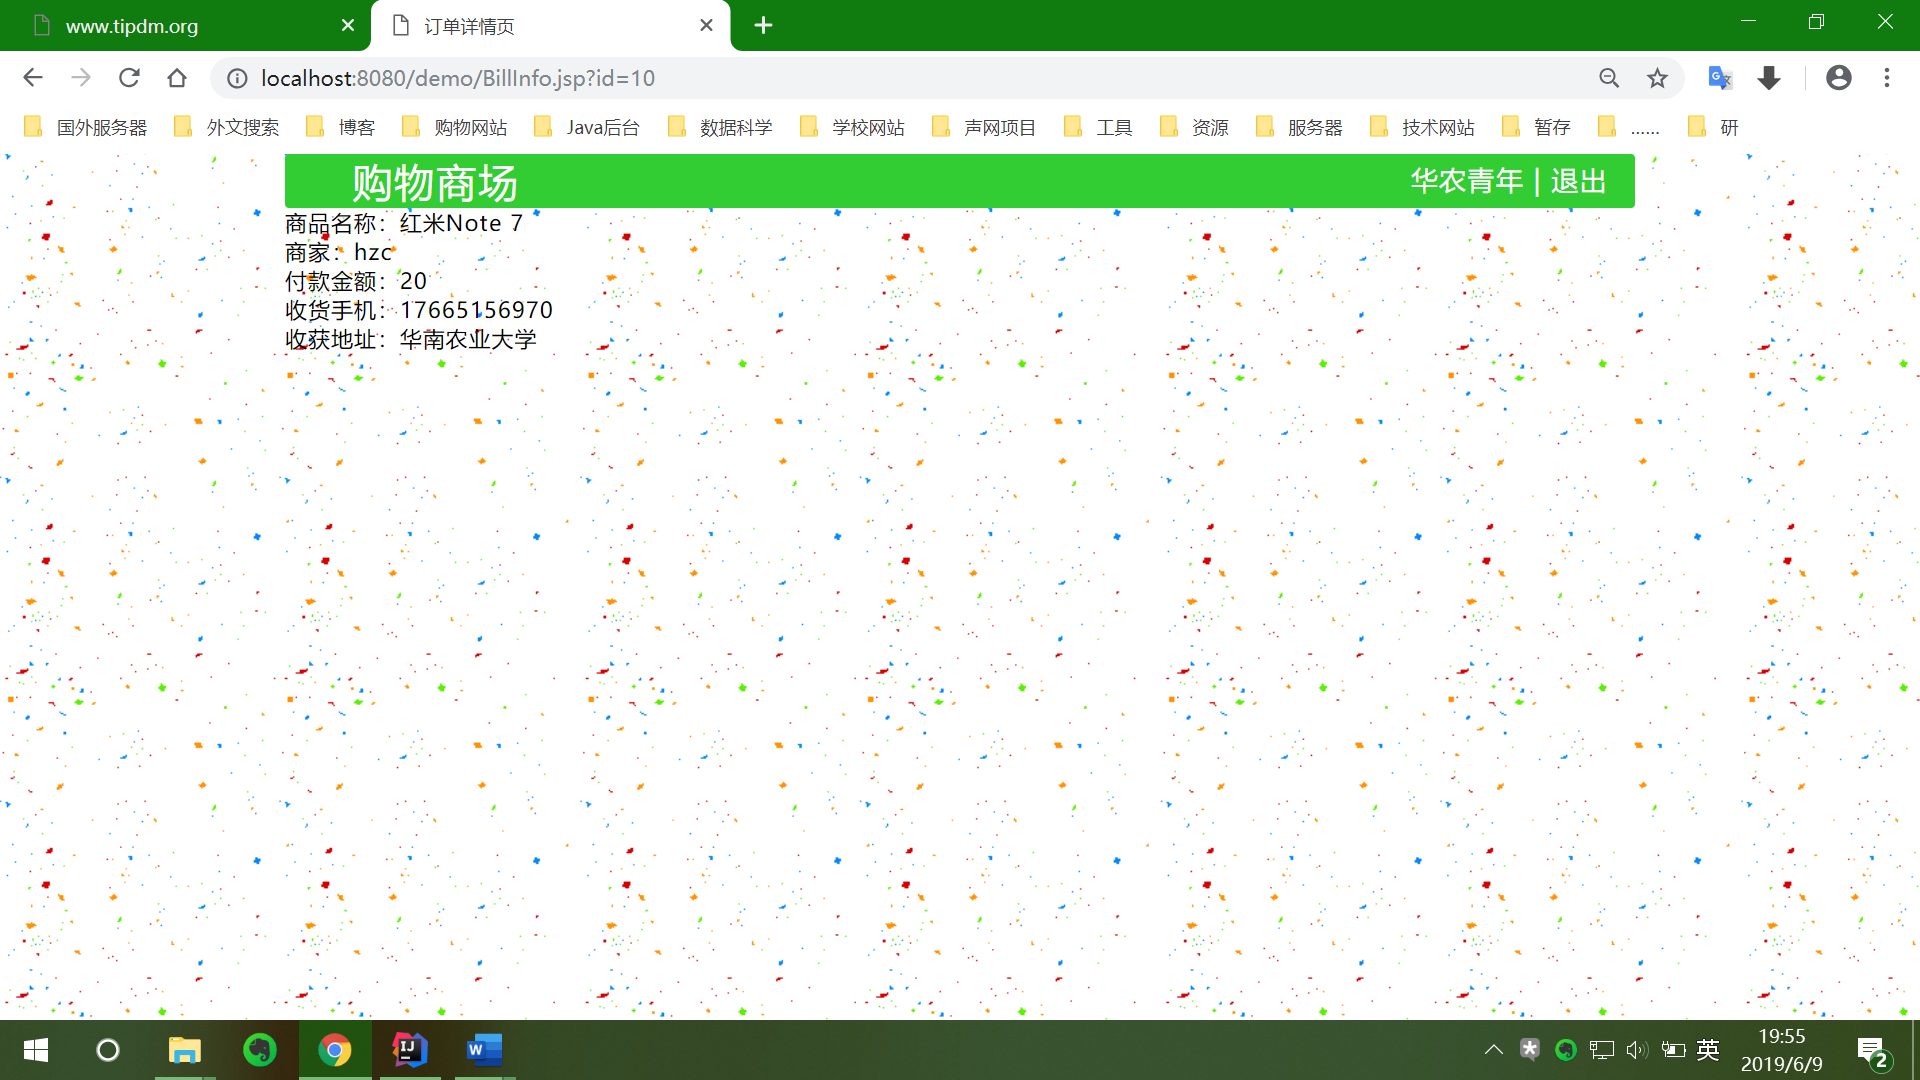 www.tipdm.org
订单详情页
localhost:8080/demo/BillInfo.jsp?id=10
国外服务器 外文搜索 博客 购物网站 Java后台 数据科学 学校网站 声网项目 工具 资源 服务器 技术网站 暂存 ...... 研
购物商场 华农青年 | 退出
商品名称：红米Note 7
商家：hzc
付款金额：20
收货手机：17665156970
收获地址：华南农业大学
英
19:55
2019/6/9
2